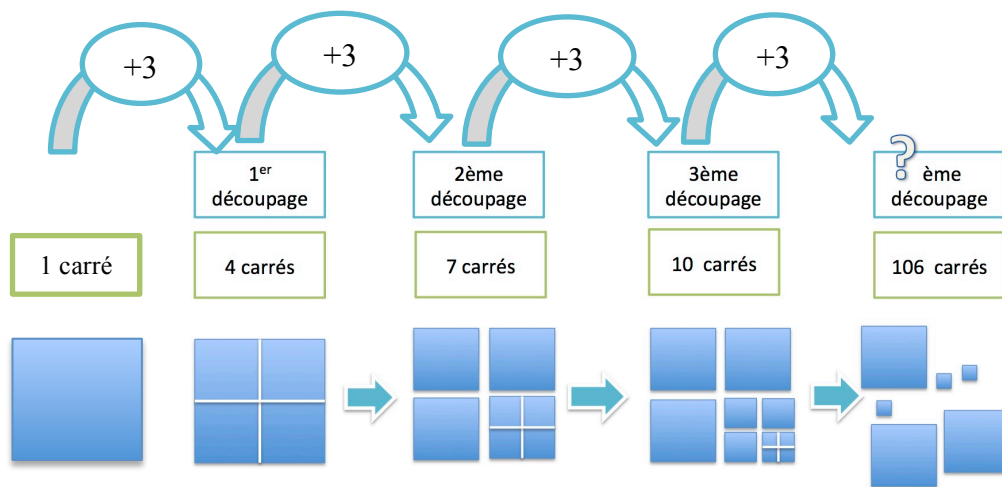 +3
+3
+3
+3
1er
découpage
2ème
découpage
3ème
découpage
? ème
découpage
1 carré
4 carrés
7 carrés
10 carrés
106 carrés